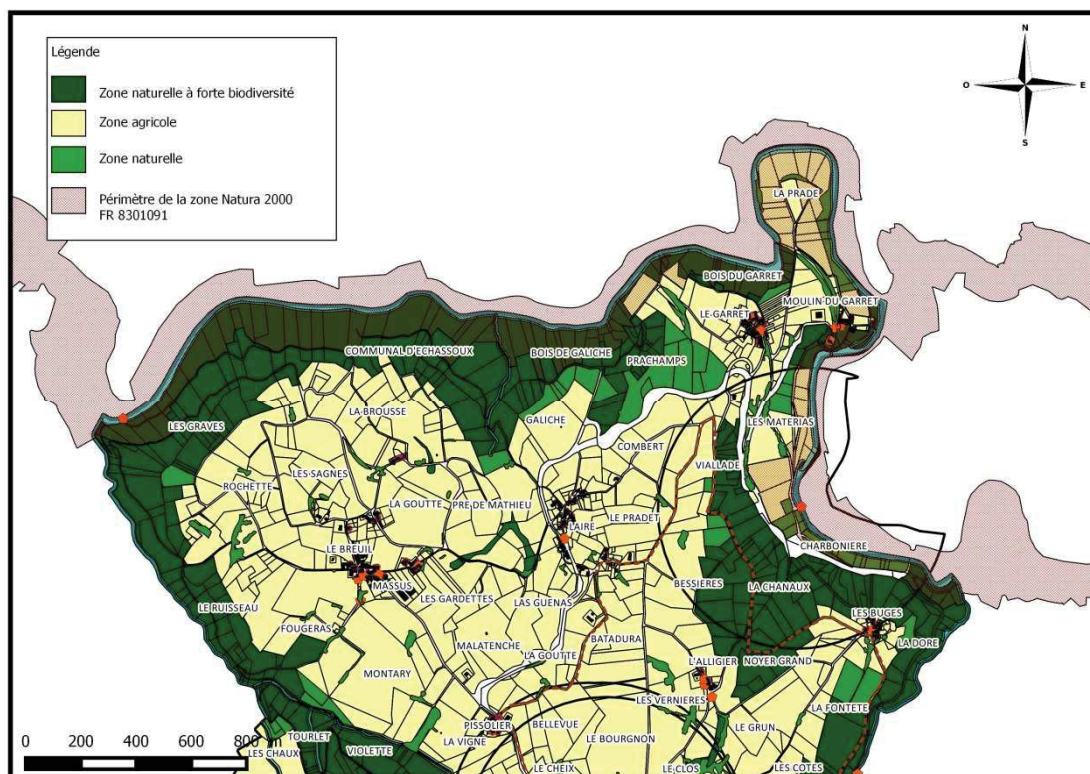 Légende
Zone naturelle à forte biodiversité
Zone agricole
Zone naturelle
Périmètre de la zone Natura 2000
FR 8301091
N
O
E
S
LA PRADE
BOIS DU GARRET
MOULIN DU GARRET
LE GARRET
COMMUNAL D'ECHASSOUX
BOIS DE GALICHE
PRACHAMPS
LA BROUSSE
LES GRAVES
GALICHE
LES MATERIAS
COMBERT
VIALLADE
LES SAGNES
ROCHETTE
LA GOUTTE
PRE DE MATHIEU
LE PRADET
LAIRE
CHARBONIERE
LE BREUIL
MASSUS
BESSIERES
LA CHANAUX
LES GARDETTES
LAS GUENAS
LE RUISSEAU
LES BUGES
FOUGERAS
BATADURA
LA DORE
MALATENCHE
LA GOUTTE
L'ALLIGIER
NOYER GRAND
MONTARY
LES VERNIERES
LA FONTETE
PISSOLIER
BELLEVUE
LE GRUN
TOURLET
LA VIGNE
LE BOURGNON
LES CHAUX
VIOLETTE
LE CHEIX
LE CLOS
LES COTES
0 200 400 600 800 m